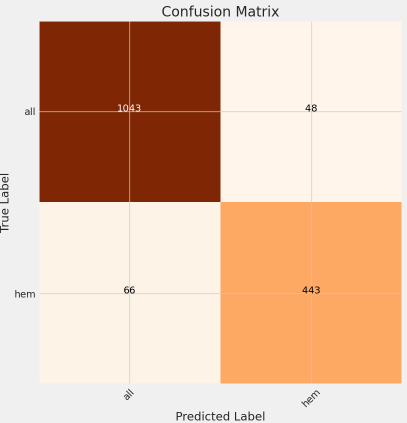 Confusion Matrix
True Label
all
1043
48
hem
66
443
all
hem
Predicted Label